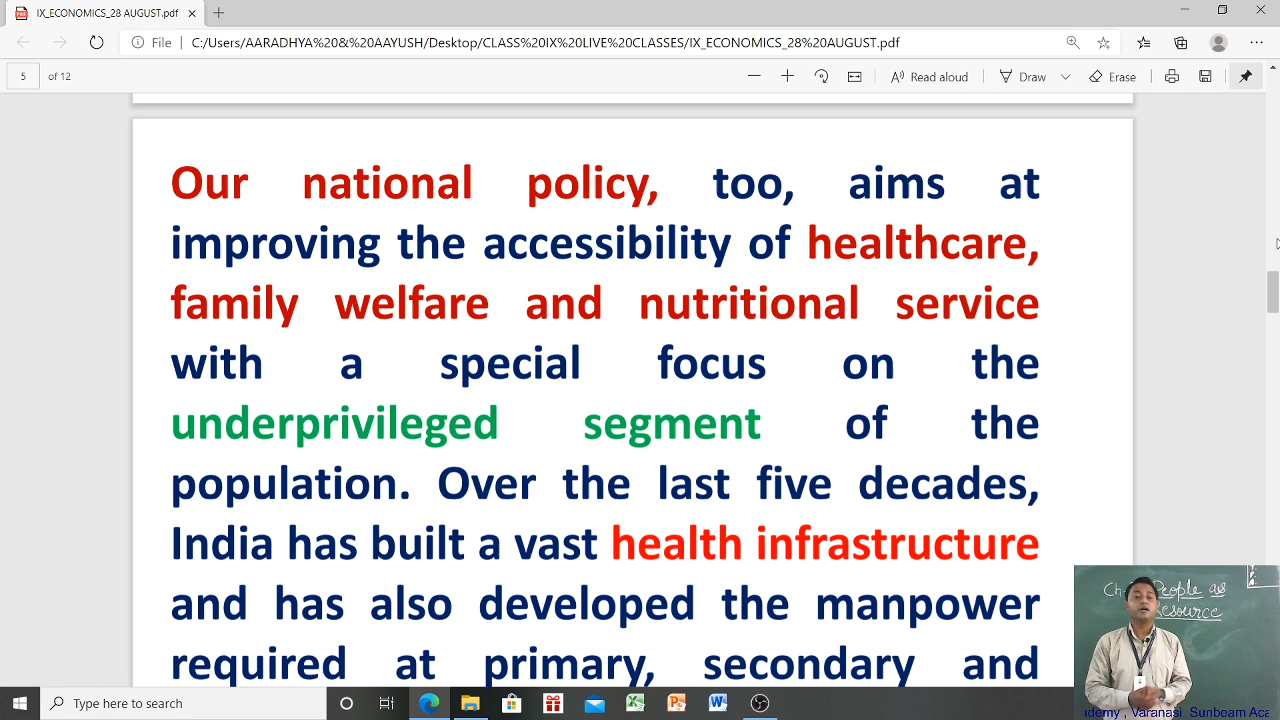 IX_ECONOMICS_28 AUGUST.pdf
File C:/Users/AARADHYA%20&%20AAYUSH/Desktop/CLASS%20IX%20LIVE%20CLASSES/IX_ECONOMICS_28%20AUGUST.pdf
5 of 12 Read aloud Draw Erase
Our national policy, too, aims at
improving the accessibility of healthcare,
family welfare and nutritional service
with a special focus on the
underprivileged segment of the
population. Over the last five decades,
India has built a vast health infrastructure
and has also developed the manpower
required at primary, secondary and
People as
Resource
Type here to search
ademy , Varanasi, Sunbeam Aca